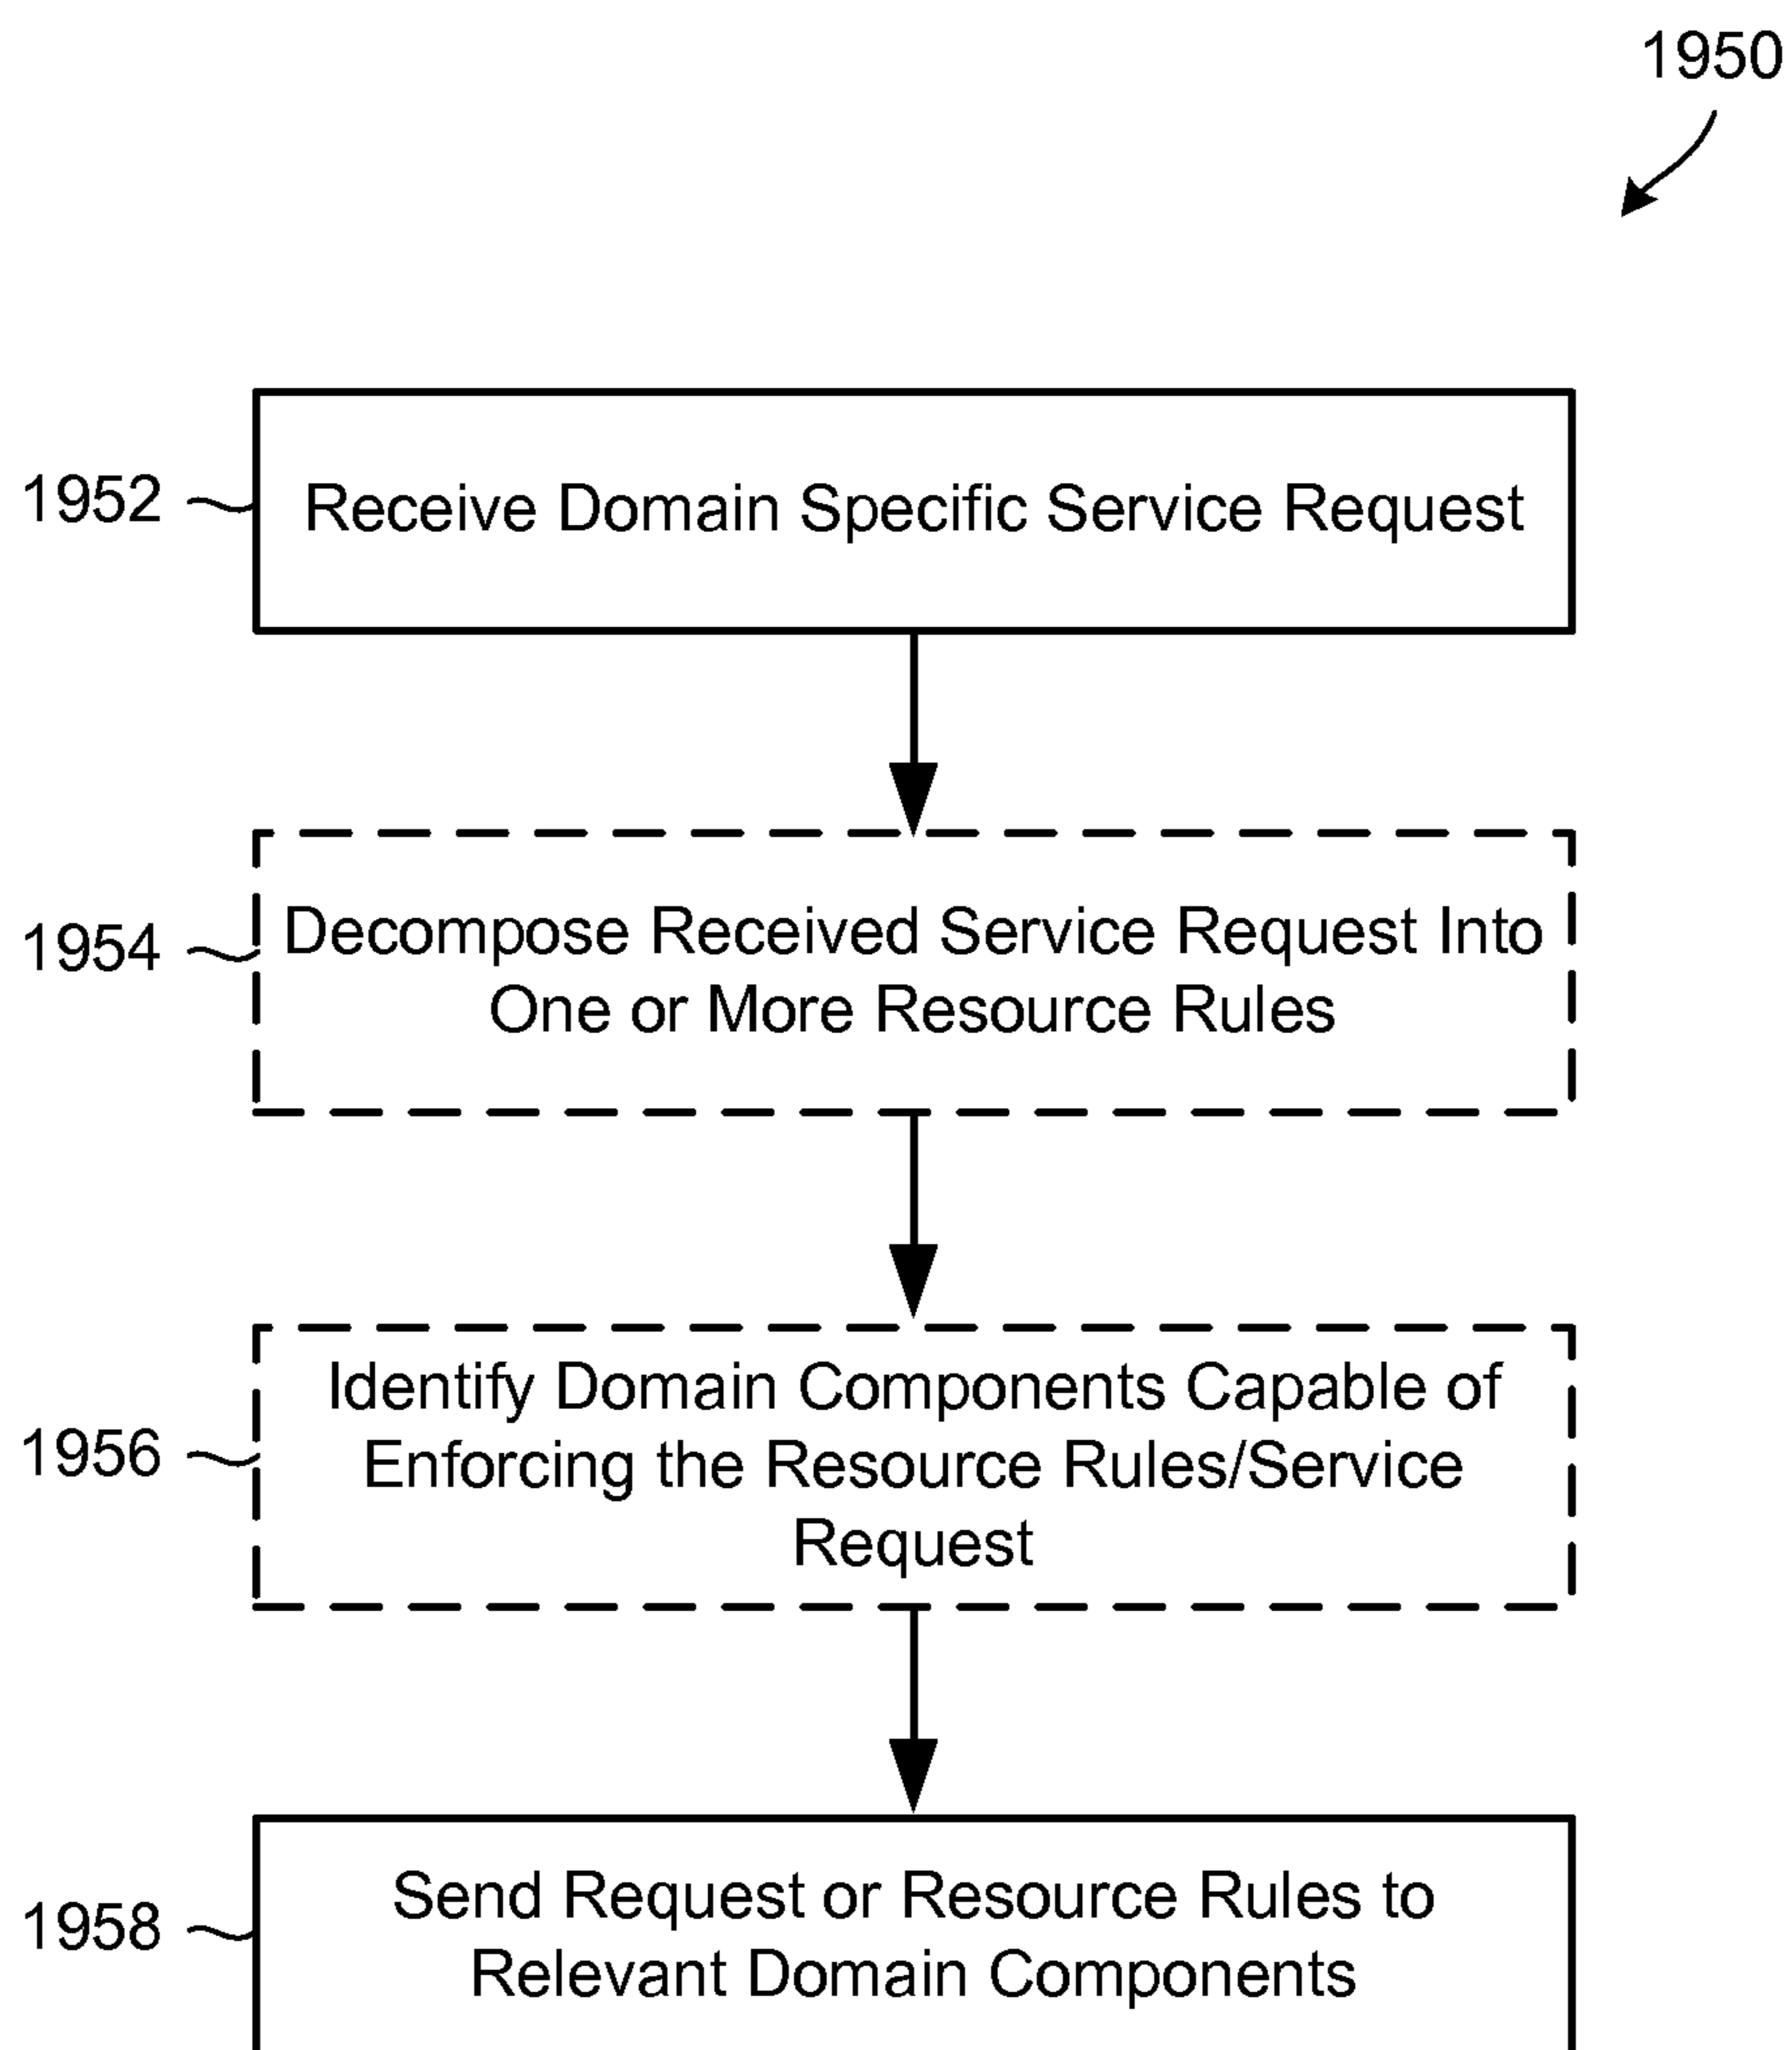 1950
1952
Receive Domain Specific Service Request
1954
Decompose Received Service Request Into
One or More Resource Rules
1956
Identify Domain Components Capable of
Enforcing the Resource Rules/Service
Request
1958
Send Request or Resource Rules to
Relevant Domain Components